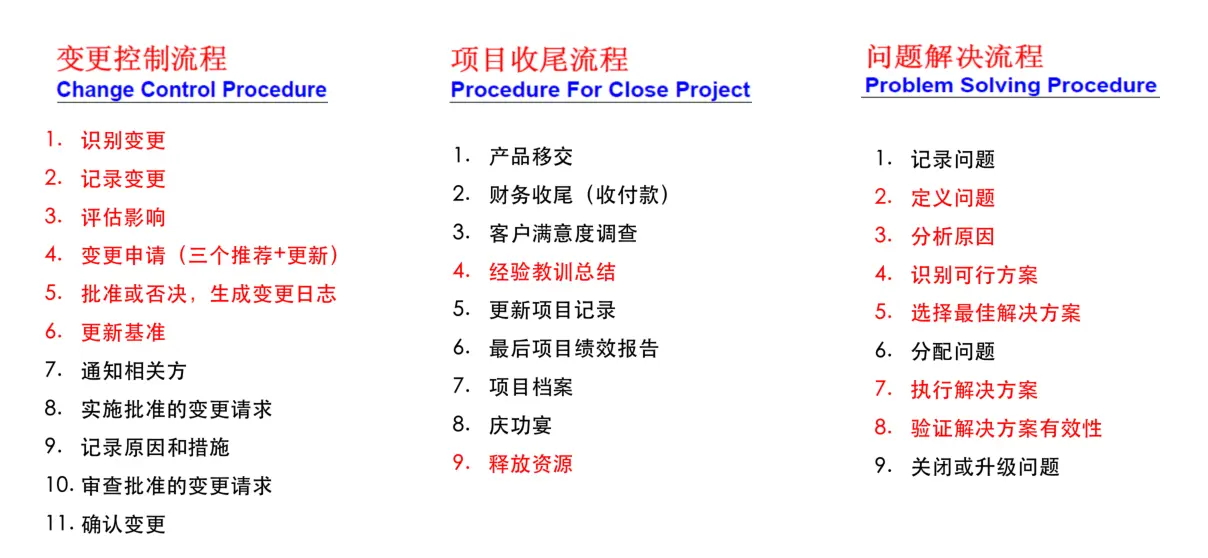 变更控制流程
Change Control Procedure
1. 识别变更
2. 记录变更
3. 评估影响
4. 变更申请（三个推荐+更新）
5. 批准或否决，生成变更日志
6. 更新基准
7. 通知相关方
8. 实施批准的变更请求
9. 记录原因和措施
10. 审查批准的变更请求
11. 确认变更
项目收尾流程
Procedure For Close Project
1. 产品移交
2. 财务收尾（收付款）
3. 客户满意度调查
4. 经验教训总结
5. 更新项目记录
6. 最后项目绩效报告
7. 项目档案
8. 庆功宴
9. 释放资源
问题解决流程
Problem Solving Procedure
1. 记录问题
2. 定义问题
3. 分析原因
4. 识别可行方案
5. 选择最佳解决方案
6. 分配问题
7. 执行解决方案
8. 验证解决方案有效性
9. 关闭或升级问题